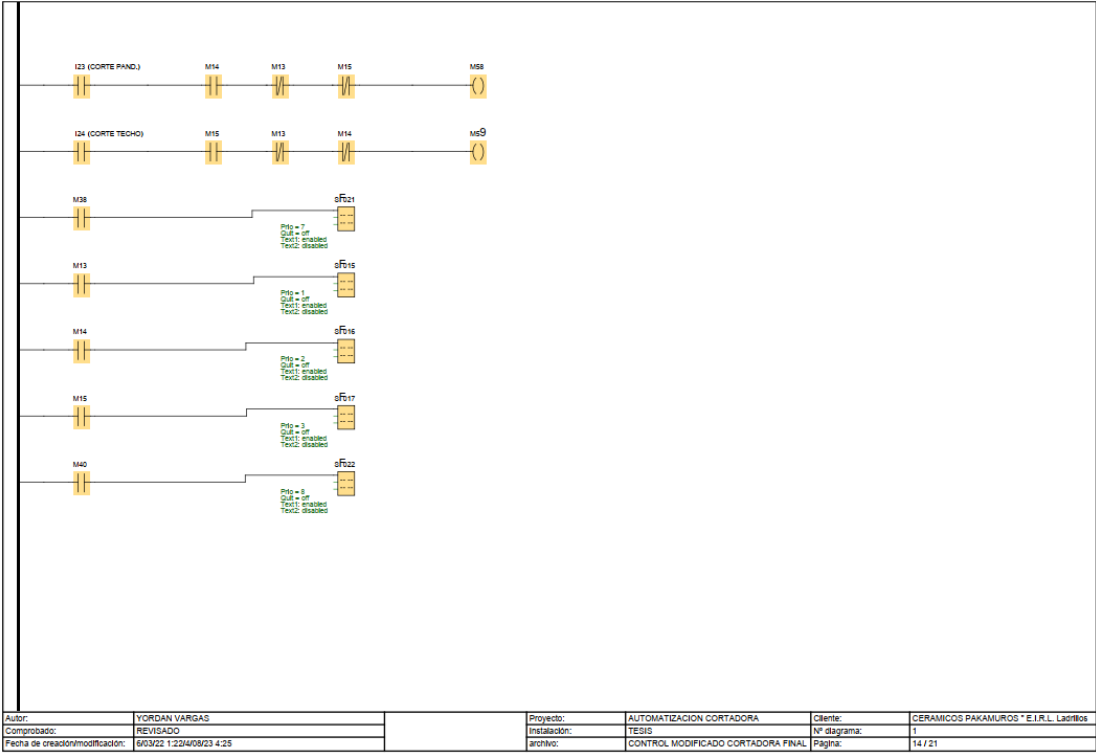 I23 (CORTE PAND.) M14 M13 M15 M58
I24 (CORTE TECHO) M15 M13 M14 M59
M38 SF021
Prio = 7
Quit = off
Text1: enabled
Text2: disabled
M13 SF015
Prio = 1
Quit = off
Text1: enabled
Text2: disabled
M14 SF016
Prio = 2
Quit = off
Text1: enabled
Text2: disabled
M15 SF017
Prio = 3
Quit = off
Text1: enabled
Text2: disabled
M40 SF022
Prio = 8
Quit = off
Text1: enabled
Text2: disabled
Autor: YORDAN VARGAS Proyecto: AUTOMATIZACION CORTADORA Cliente: CERAMICOS PAKAMUROS " E.I.R.L. Ladrillos
Comprobado: REVISADO Instalación: TESIS Nº diagrama: 1
Fecha de creación/modificación: 6/03/22 1:22/4/08/23 4:25 archivo: CONTROL MODIFICADO CORTADORA FINAL Página: 14 / 21